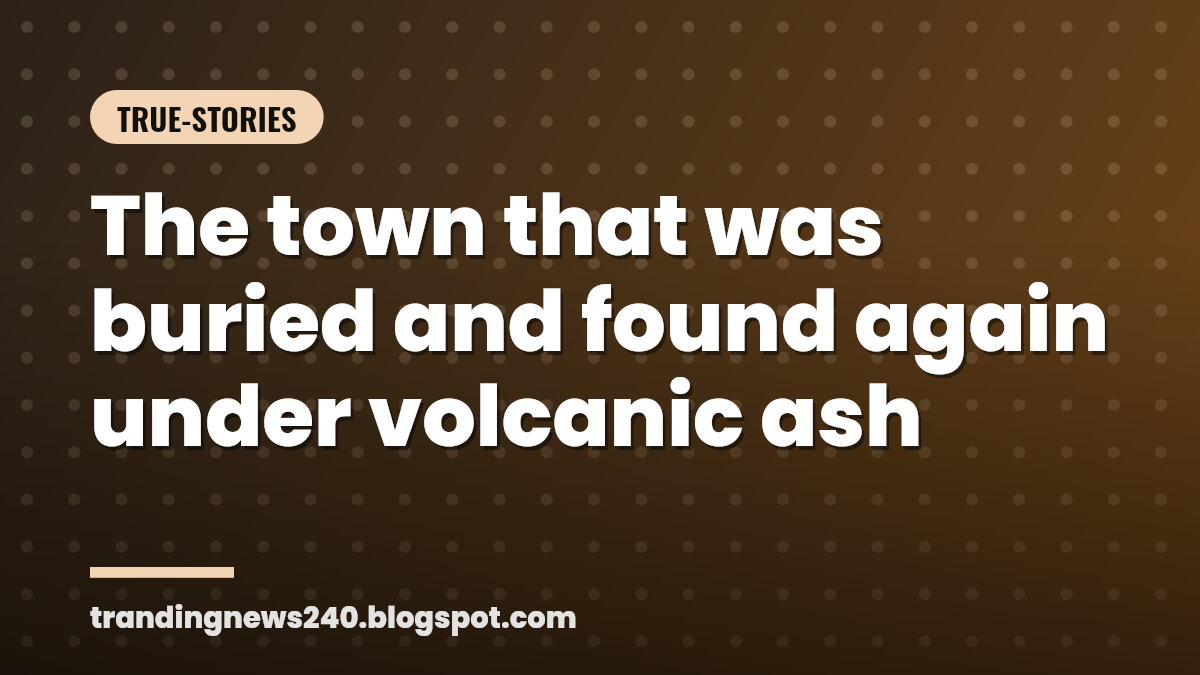 TRUE-STORIES
The town that was
buried and found again
under volcanic ash
trandingnews240.blogspot.com